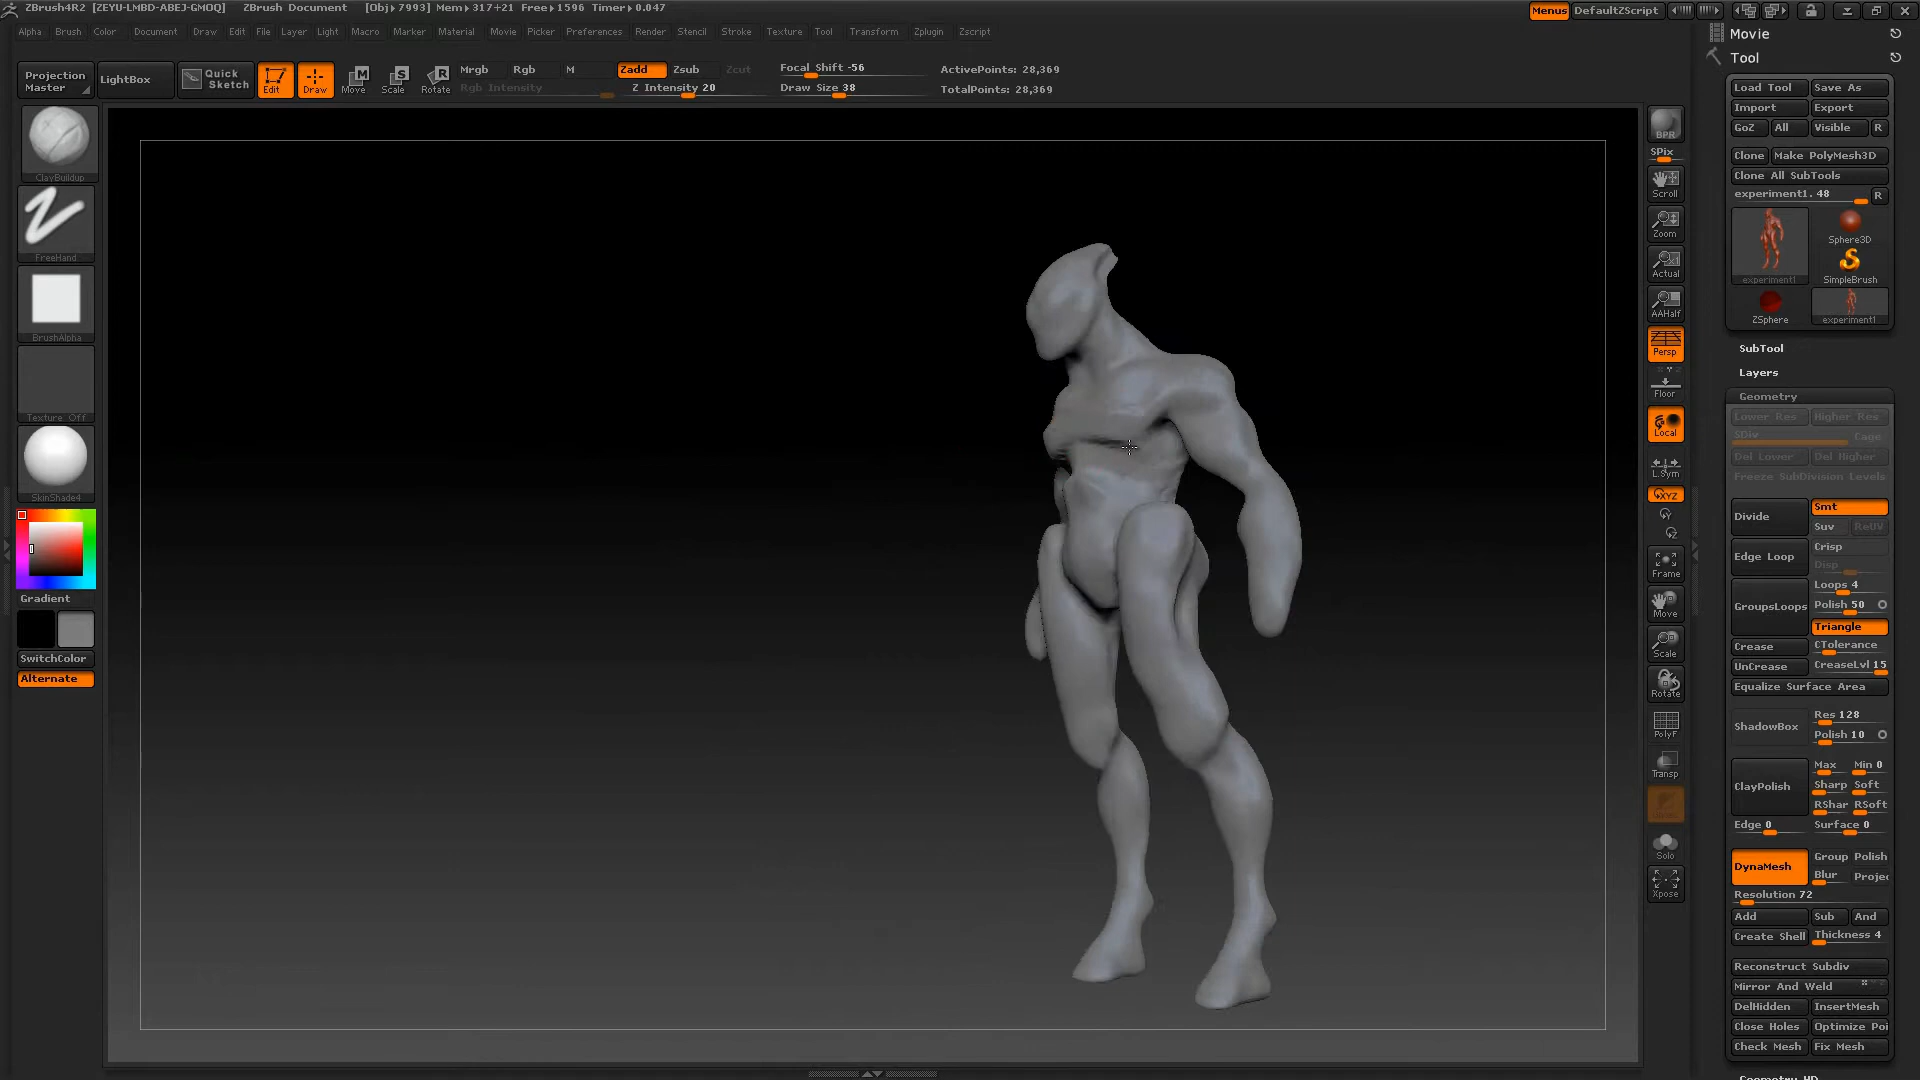 ZBrush4R2 [ZEYU-LMBD-ABEJ-GMOQ] ZBrush Document [Obj▸7993] Mem▸317+21 Free▸1596 Timer▸0.047 Menus DefaultZScript
Alpha Brush Color Document Draw Edit File Layer Light Macro Marker Material Movie Picker Preferences Render Stencil Stroke Texture Tool Transform Zplugin Zscript
Projection Master
LightBox
Quick Sketch
Edit
Draw
Move
Scale
Rotate
Mrgb Rgb M
Rgb Intensity
Zadd Zsub Zcut
Z Intensity 20
Focal Shift -56
Draw Size 38
ActivePoints: 28,369
TotalPoints: 28,369
ClayBuildup
FreeHand
BrushAlpha
Texture Off
SkinShade4
Gradient
SwitchColor
Alternate
BPR
SPix
Scroll
Zoom
Actual
AAHalf
Persp
Floor
Local
L.Sym
XYZ
Frame
Move
Scale
Rotate
PolyF
Transp
Solo
Xpose
Movie
Tool
Load Tool Save As
Import Export
GoZ All Visible R
Clone Make PolyMesh3D
Clone All SubTools
experiment1. 48 R
experiment1
Sphere3D
SimpleBrush
ZSphere
experiment1
SubTool
Layers
Geometry
Lower Res Higher Res
SDiv Cage
Del Lower Del Higher
Freeze SubDivision Levels
Divide Smt
Suv ReUV
Edge Loop Crisp
Disp
GroupsLoops Loops 4
Polish 50
Triangle
Crease CTolerance
UnCrease CreaseLvl 15
Equalize Surface Area
ShadowBox Res 128
Polish 10
ClayPolish Max Min 0
Sharp Soft
RShar RSoft
Edge 0 Surface 0
DynaMesh Group Polish
Blur Projec
Resolution 72
Add Sub And
Create Shell Thickness 4
Reconstruct Subdiv
Mirror And Weld
DelHidden InsertMesh
Close Holes Optimize Poi
Check Mesh Fix Mesh
Geometry HD